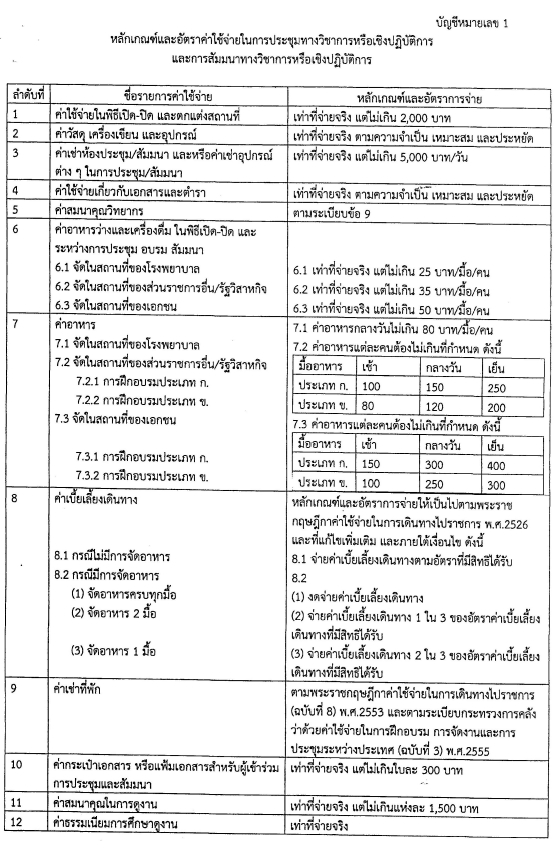 บัญชีหมายเลข 1
หลักเกณฑ์และอัตราค่าใช้จ่ายในการประชุมทางวิชาการหรือเชิงปฏิบัติการ
และการสัมมนาทางวิชาการหรือเชิงปฏิบัติการ
ลำดับที่ ชื่อรายการค่าใช้จ่าย หลักเกณฑ์และอัตราการจ่าย
1 ค่าใช้จ่ายในพิธีเปิด-ปิด และตกแต่งสถานที่ เท่าที่จ่ายจริง แต่ไม่เกิน 2,000 บาท
2 ค่าวัสดุ เครื่องเขียน และอุปกรณ์ เท่าที่จ่ายจริง ตามความจำเป็น เหมาะสม และประหยัด
3 ค่าเช่าห้องประชุม/สัมมนา และหรือค่าเช่าอุปกรณ์ เท่าที่จ่ายจริง แต่ไม่เกิน 5,000 บาท/วัน
ต่าง ๆ ในการประชุม/สัมมนา
4 ค่าใช้จ่ายเกี่ยวกับเอกสารและตำรา เท่าที่จ่ายจริง ตามความจำเป็น เหมาะสม และประหยัด
5 ค่าสมนาคุณวิทยากร ตามระเบียบข้อ 9
6 ค่าอาหารว่างและเครื่องดื่ม ในพิธีเปิด-ปิด และ
ระหว่างการประชุม อบรม สัมมนา
6.1 จัดในสถานที่ของโรงพยาบาล 6.1 เท่าที่จ่ายจริง แต่ไม่เกิน 25 บาท/มื้อ/คน
6.2 จัดในสถานที่ของส่วนราชการอื่น/รัฐวิสาหกิจ 6.2 เท่าที่จ่ายจริง แต่ไม่เกิน 35 บาท/มื้อ/คน
6.3 จัดในสถานที่ของเอกชน 6.3 เท่าที่จ่ายจริง แต่ไม่เกิน 50 บาท/มื้อ/คน
7 ค่าอาหาร 7.1 ค่าอาหารกลางวันไม่เกิน 80 บาท/มื้อ/คน
7.1 จัดในสถานที่ของโรงพยาบาล 7.2 ค่าอาหารแต่ละคนต้องไม่เกินที่กำหนด ดังนี้
7.2 จัดในสถานที่ของส่วนราชการอื่น/รัฐวิสาหกิจ มื้ออาหาร เช้า กลางวัน เย็น
7.2.1 การฝึกอบรมประเภท ก. ประเภท ก. 100 150 250
7.2.2 การฝึกอบรมประเภท ข. ประเภท ข. 80 120 200
7.3 จัดในสถานที่ของเอกชน 7.3 ค่าอาหารแต่ละคนต้องไม่เกินที่กำหนด ดังนี้
มื้ออาหาร เช้า กลางวัน เย็น
7.3.1 การฝึกอบรมประเภท ก. ประเภท ก. 150 300 400
7.3.2 การฝึกอบรมประเภท ข. ประเภท ข. 100 250 300
8 ค่าเบี้ยเลี้ยงเดินทาง หลักเกณฑ์และอัตราการจ่ายให้เป็นไปตามพระราช
กฤษฎีกาค่าใช้จ่ายในการเดินทางไปราชการ พ.ศ.2526
และที่แก้ไขเพิ่มเติม และภายใต้เงื่อนไข ดังนี้
8.1 กรณีไม่มีการจัดอาหาร 8.1 จ่ายค่าเบี้ยเลี้ยงเดินทางตามอัตราที่มีสิทธิได้รับ
8.2 กรณีมีการจัดอาหาร 8.2
(1) จัดอาหารครบทุกมื้อ (1) งดจ่ายค่าเบี้ยเลี้ยงเดินทาง
(2) จัดอาหาร 2 มื้อ (2) จ่ายค่าเบี้ยเลี้ยงเดินทาง 1 ใน 3 ของอัตราค่าเบี้ยเลี้ยง
เดินทางที่มีสิทธิได้รับ
(3) จัดอาหาร 1 มื้อ (3) จ่ายค่าเบี้ยเลี้ยงเดินทาง 2 ใน 3 ของอัตราค่าเบี้ยเลี้ยง
เดินทางที่มีสิทธิได้รับ
9 ค่าเช่าที่พัก ตามพระราชกฤษฎีกาค่าใช้จ่ายในการเดินทางไปราชการ
(ฉบับที่ 8) พ.ศ.2553 และตามระเบียบกระทรวงการคลัง
ว่าด้วยค่าใช้จ่ายในการฝึกอบรม การจัดงานและการ
ประชุมระหว่างประเทศ (ฉบับที่ 3) พ.ศ.2555
10 ค่ากระเป๋าเอกสาร หรือแฟ้มเอกสารสำหรับผู้เข้าร่วม เท่าที่จ่ายจริง แต่ไม่เกินใบละ 300 บาท
การประชุมและสัมมนา
11 ค่าสมนาคุณในการดูงาน เท่าที่จ่ายจริง แต่ไม่เกินแห่งละ 1,500 บาท
12 ค่าธรรมเนียมการศึกษาดูงาน เท่าที่จ่ายจริง